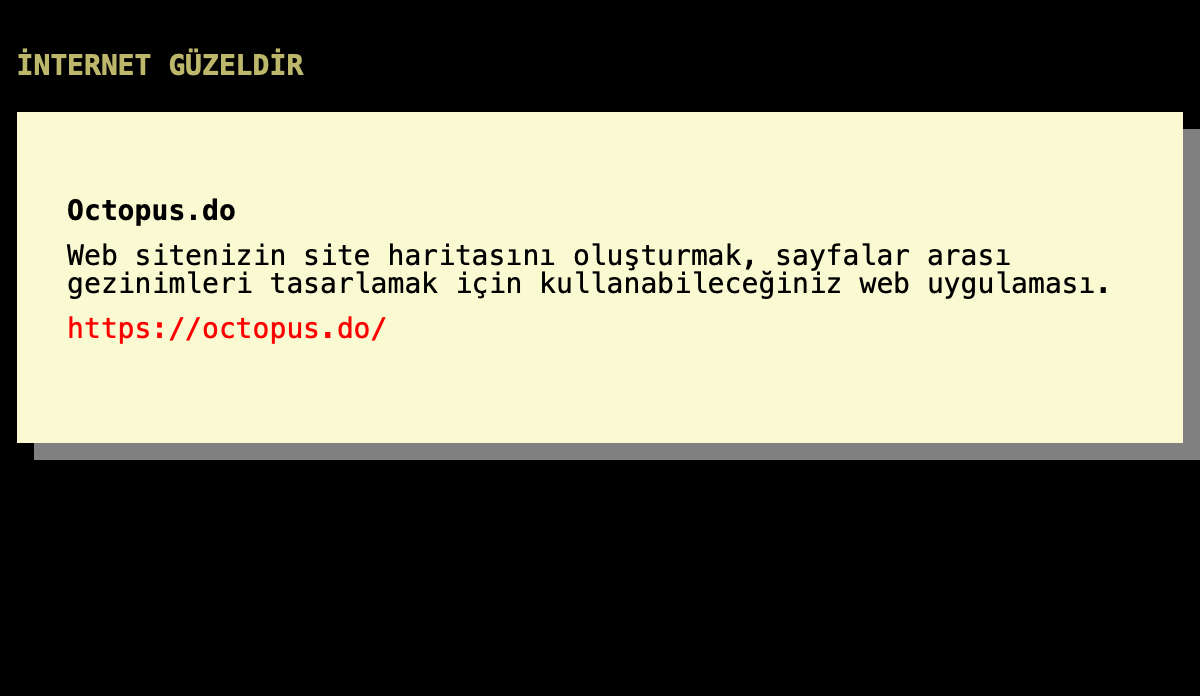 İNTERNET GÜZELDİR
Octopus.do
Web sitenizin site haritasını oluşturmak, sayfalar arası
gezinimleri tasarlamak için kullanabileceğiniz web uygulaması.
https://octopus.do/